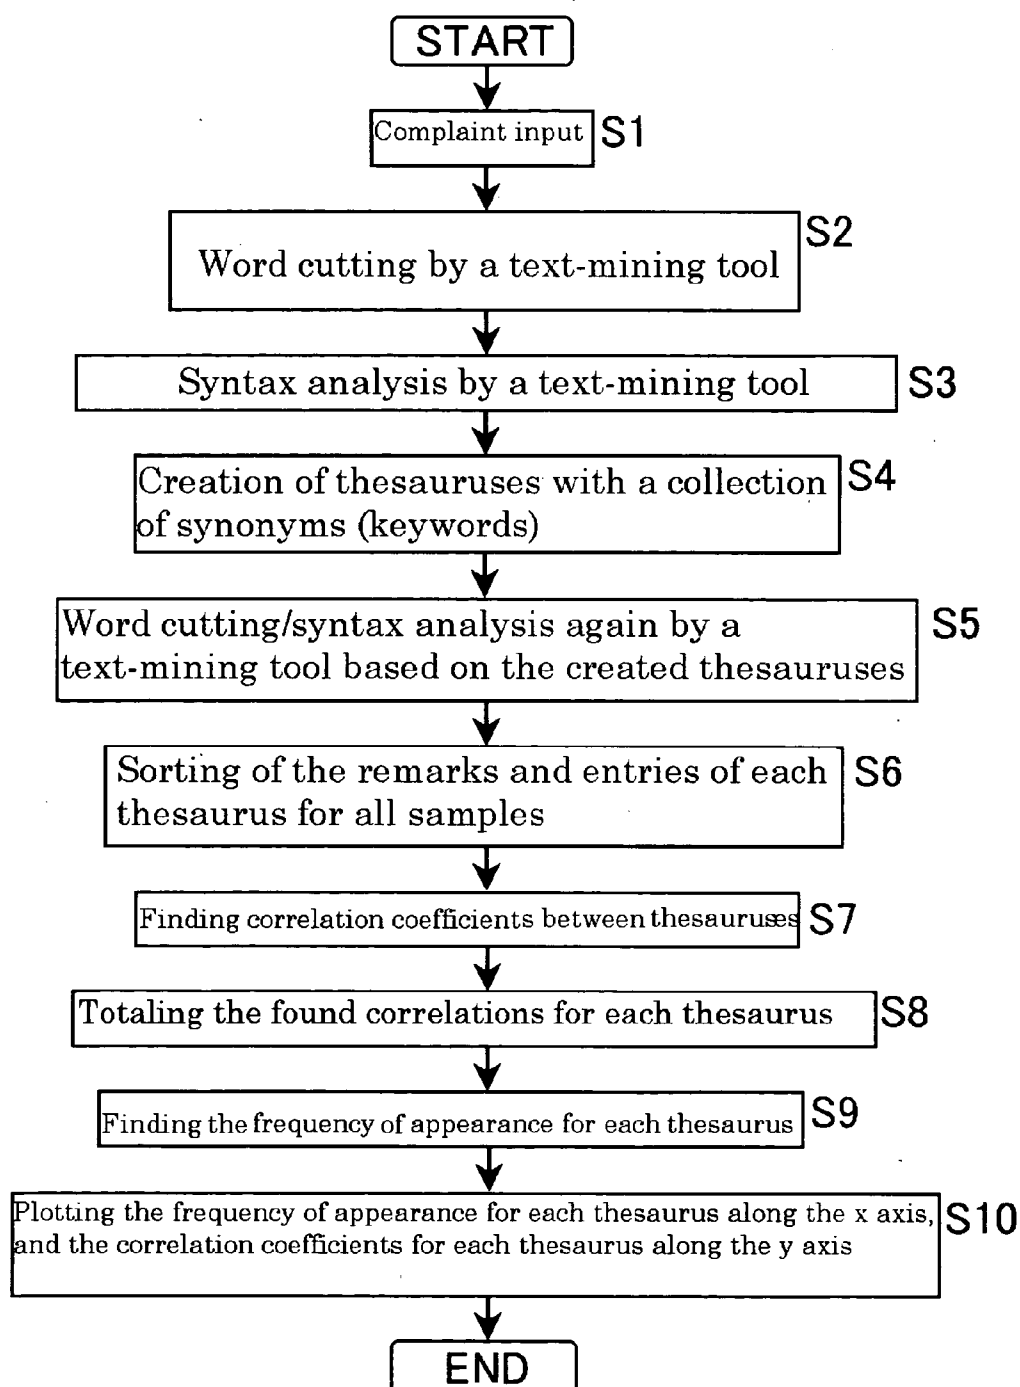 START
Complaint input S1
Word cutting by a text-mining tool S2
Syntax analysis by a text-mining tool S3
Creation of thesauruses with a collection S4
of synonyms (keywords)
Word cutting/syntax analysis again by a S5
text-mining tool based on the created thesauruses
Sorting of the remarks and entries of each S6
thesaurus for all samples
Finding correlation coefficients between thesauruses S7
Totaling the found correlations for each thesaurus S8
Finding the frequency of appearance for each thesaurus S9
Plotting the frequency of appearance for each thesaurus along the x axis, S10
and the correlation coefficients for each thesaurus along the y axis
END